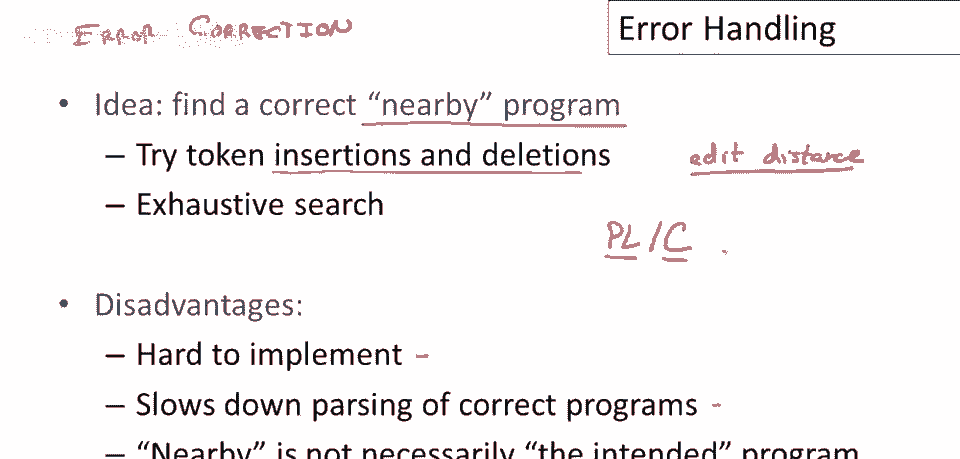 ERROR CORRECTION
Error Handling
• Idea: find a correct “nearby” program
– Try token insertions and deletions
edit distance
– Exhaustive search
PL/C
• Disadvantages:
– Hard to implement -
– Slows down parsing of correct programs -
– “Nearby” is not necessarily “the intended” program